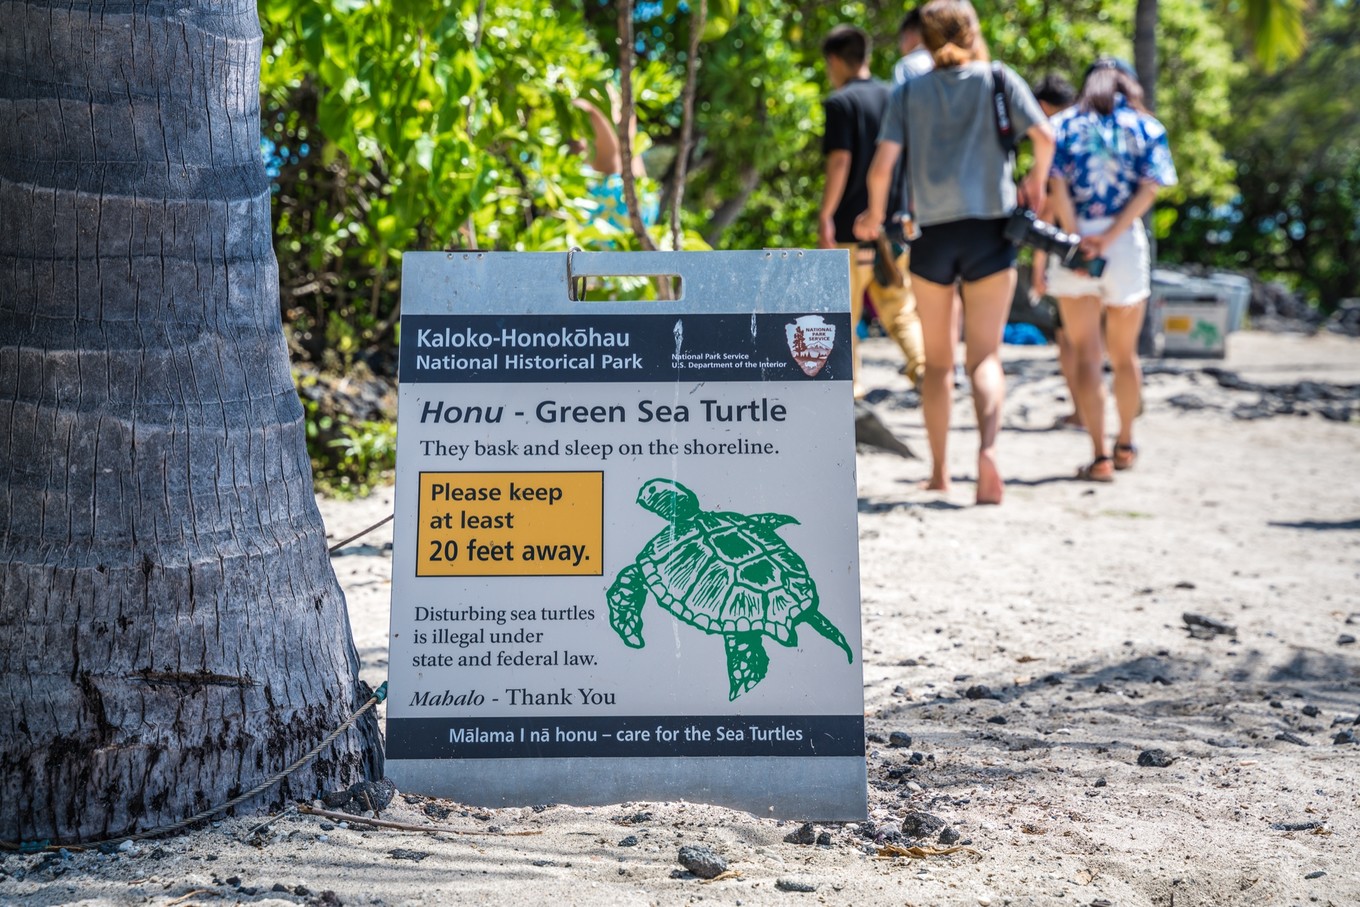 Kaloko-Honokōhau
National Historical Park
National Park Service
U.S. Department of the Interior
NATIONAL
PARK
SERVICE
Honu - Green Sea Turtle
They bask and sleep on the shoreline.
Please keep
at least
20 feet away.
Disturbing sea turtles
is illegal under
state and federal law.
Mahalo - Thank You
Mālama I nā honu – care for the Sea Turtles